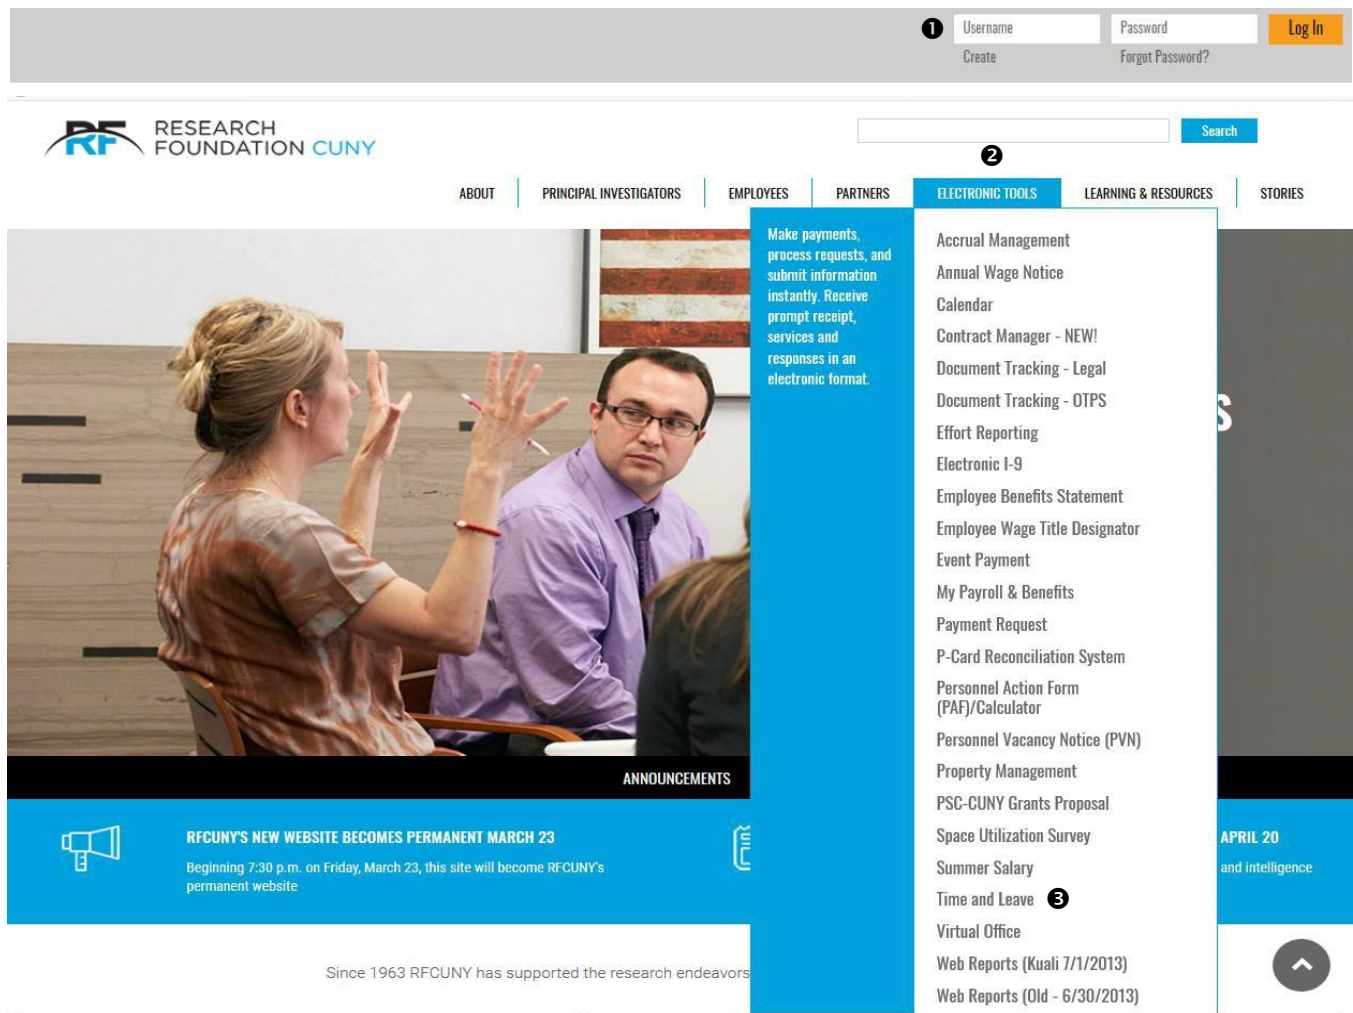 ❶ Username Password Log In
Create Forgot Password?
RF RESEARCH
FOUNDATION CUNY
Search
❷
ABOUT PRINCIPAL INVESTIGATORS EMPLOYEES PARTNERS ELECTRONIC TOOLS LEARNING & RESOURCES STORIES
Make payments,
process requests, and
submit information
instantly. Receive
prompt receipt,
services and
responses in an
electronic format.
Accrual Management
Annual Wage Notice
Calendar
Contract Manager - NEW!
Document Tracking - Legal
Document Tracking - OTPS
Effort Reporting
Electronic I-9
Employee Benefits Statement
Employee Wage Title Designator
Event Payment
My Payroll & Benefits
Payment Request
P-Card Reconciliation System
Personnel Action Form
(PAF)/Calculator
Personnel Vacancy Notice (PVN)
Property Management
PSC-CUNY Grants Proposal
Space Utilization Survey
Summer Salary
Time and Leave ❸
Virtual Office
Web Reports (Kuali 7/1/2013)
Web Reports (Old - 6/30/2013)
S
ANNOUNCEMENTS
RFCUNY'S NEW WEBSITE BECOMES PERMANENT MARCH 23
Beginning 7:30 p.m. on Friday, March 23, this site will become RFCUNY's
permanent website
APRIL 20
and intelligence
Since 1963 RFCUNY has supported the research endeavors